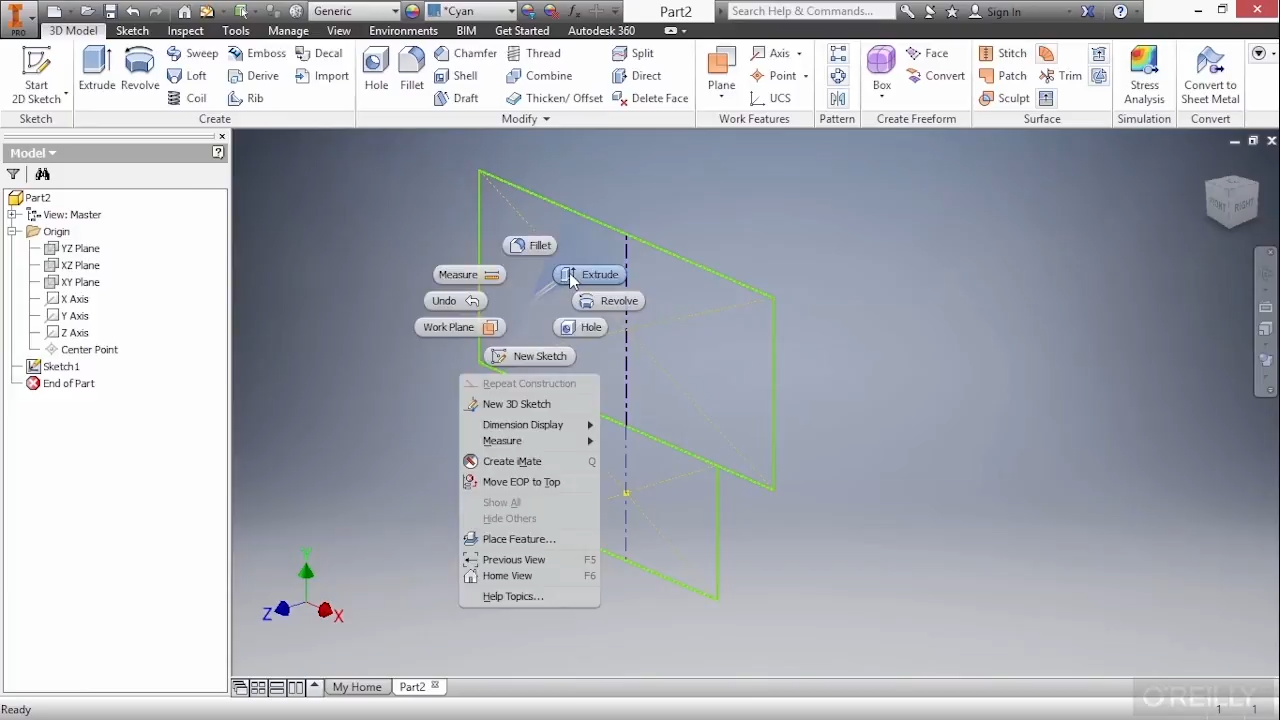 PRO
Generic
*Cyan
Part2
Search Help & Commands...
Sign In
3D Model Sketch Inspect Tools Manage View Environments BIM Get Started Autodesk 360
Start 2D Sketch
Extrude
Revolve
Sweep
Loft
Coil
Emboss
Derive
Rib
Decal
Import
Hole
Fillet
Chamfer
Shell
Draft
Thread
Combine
Thicken/ Offset
Split
Direct
Delete Face
Plane
Axis
Point
UCS
Box
Face
Convert
Stitch
Patch
Sculpt
Trim
Stress Analysis
Convert to Sheet Metal
Sketch Create Modify Work Features Pattern Create Freeform Surface Simulation Convert
Model
Part2
View: Master
Origin
YZ Plane
XZ Plane
XY Plane
X Axis
Y Axis
Z Axis
Center Point
Sketch1
End of Part
Fillet
Measure
Extrude
Undo
Revolve
Work Plane
Hole
New Sketch
Repeat Construction
New 3D Sketch
Dimension Display
Measure
Create iMate Q
Move EOP to Top
Show All
Hide Others
Place Feature...
Previous View F5
Home View F6
Help Topics...
FRONT
RIGHT
Y
Z
X
My Home
Part2
Ready
1 1
O'REILLY